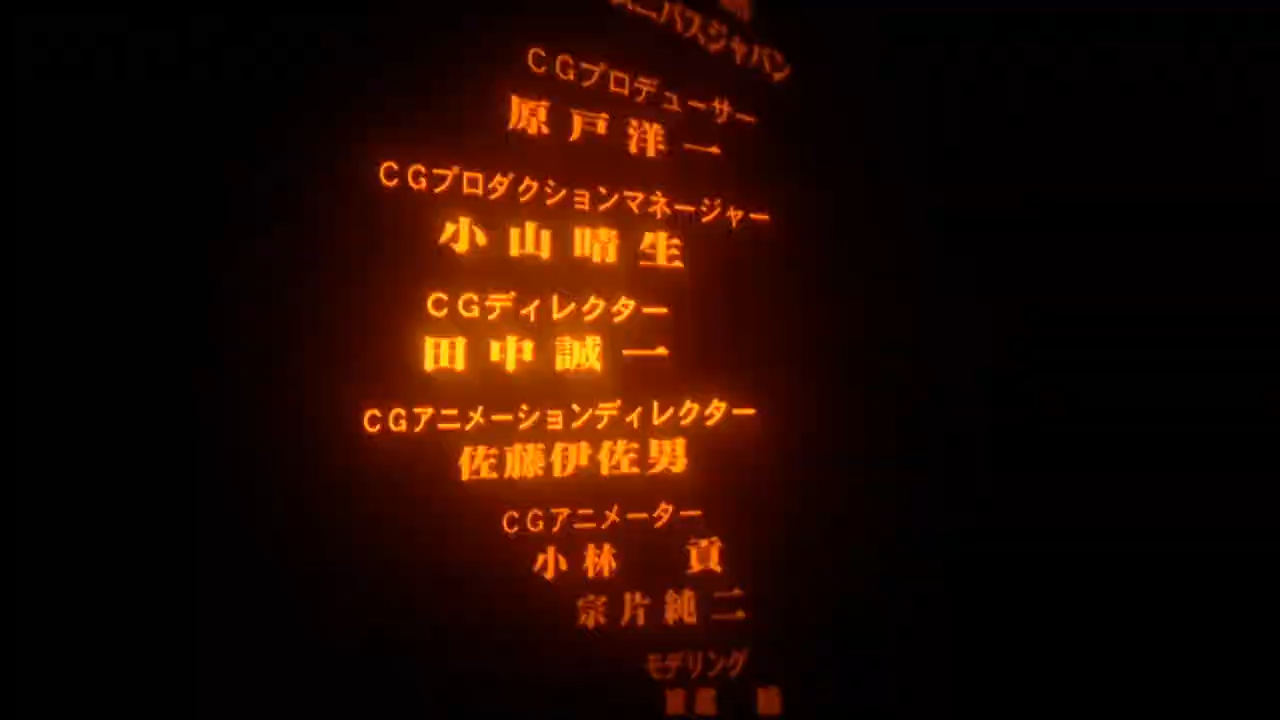 CGプロデューサー
原戸洋一
CGプロダクションマネージャー
小山晴生
CGディレクター
田中誠一
CGアニメーションディレクター
佐藤伊佐男
CGアニメーター
小林 貢
宗片純二
モデリング